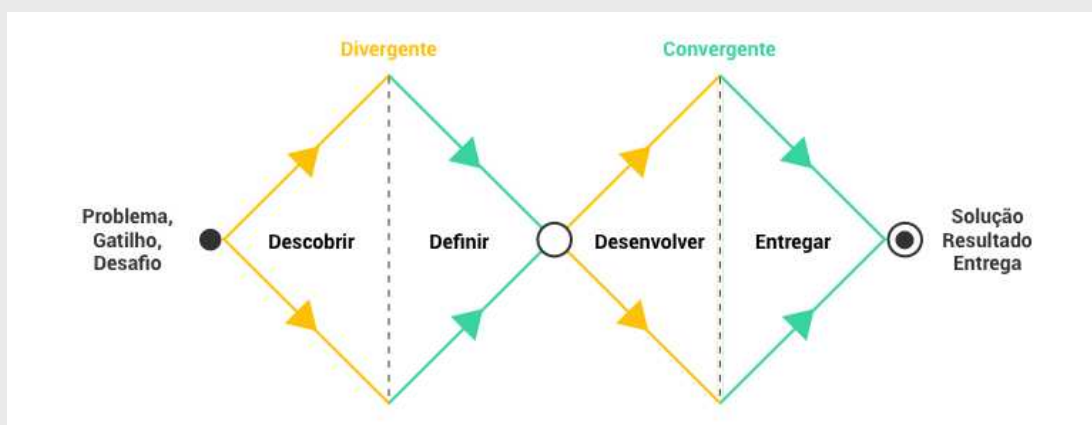 Divergente
Convergente
Problema,
Gatilho,
Desafio
Descobrir
Definir
Desenvolver
Entregar
Solução
Resultado
Entrega